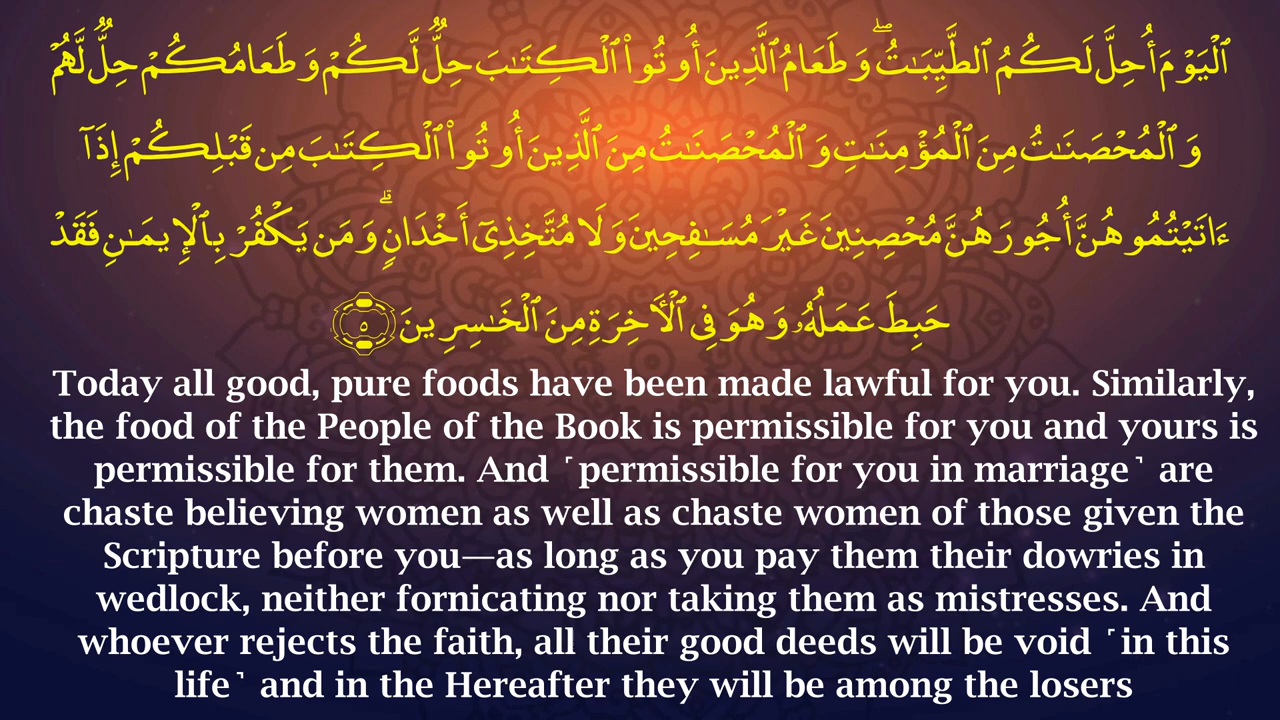 ٱلْيَوْمَ أُحِلَّ لَكُمُ ٱلطَّيِّبَـٰتُ ۖ وَطَعَامُ ٱلَّذِينَ أُوتُوا۟ ٱلْكِتَـٰبَ حِلٌّ لَّكُمْ وَطَعَامُكُمْ حِلٌّ لَّهُمْ
وَٱلْمُحْصَنَـٰتُ مِنَ ٱلْمُؤْمِنَـٰتِ وَٱلْمُحْصَنَـٰتُ مِنَ ٱلَّذِينَ أُوتُوا۟ ٱلْكِتَـٰبَ مِن قَبْلِكُمْ إِذَآ
ءَاتَيْتُمُوهُنَّ أُجُورَهُنَّ مُحْصِنِينَ غَيْرَ مُسَـٰفِحِينَ وَلَا مُتَّخِذِىٓ أَخْدَانٍ ۗ وَمَن يَكْفُرْ بِٱلْإِيمَـٰنِ فَقَدْ
حَبِطَ عَمَلُهُۥ وَهُوَ فِى ٱلْـَٔاخِرَةِ مِنَ ٱلْخَـٰسِرِينَ ٥
Today all good, pure foods have been made lawful for you. Similarly,
the food of the People of the Book is permissible for you and yours is
permissible for them. And ˹permissible for you in marriage˺ are
chaste believing women as well as chaste women of those given the
Scripture before you—as long as you pay them their dowries in
wedlock, neither fornicating nor taking them as mistresses. And
whoever rejects the faith, all their good deeds will be void ˹in this
life˺ and in the Hereafter they will be among the losers